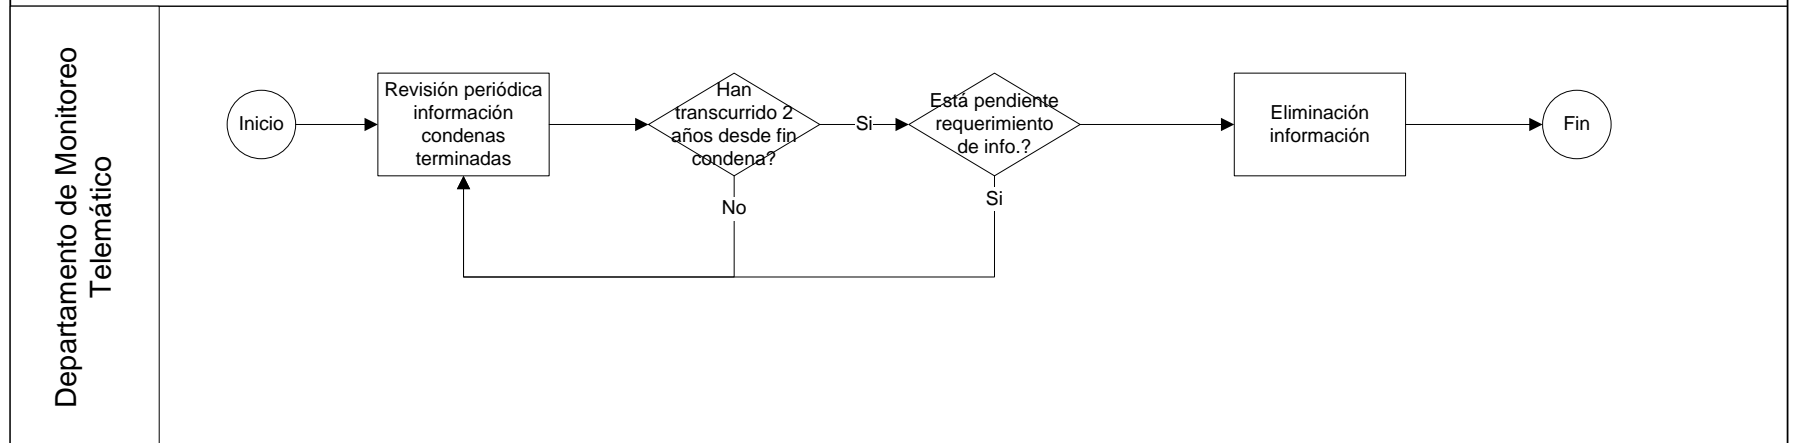 Departamento de Monitoreo
Telemático
Inicio
Revisión periódica
información
condenas
terminadas
Han
transcurrido 2
años desde fin
condena?
Si
No
Está pendiente
requerimiento
de info.?
Si
Eliminación
información
Fin